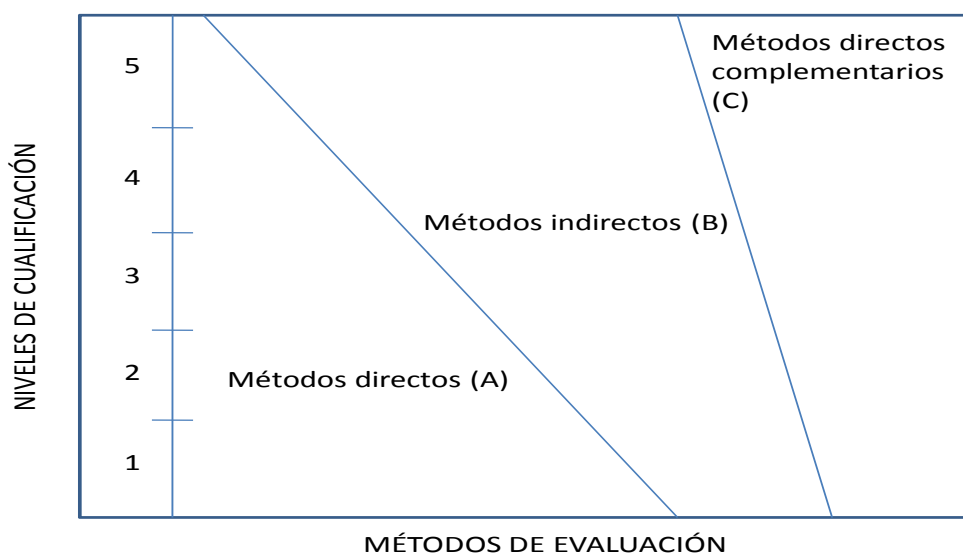 NIVELES DE CUALIFICACIÓN
5
4
3
2
1
Métodos directos
complementarios
(C)
Métodos indirectos (B)
Métodos directos (A)
MÉTODOS DE EVALUACIÓN